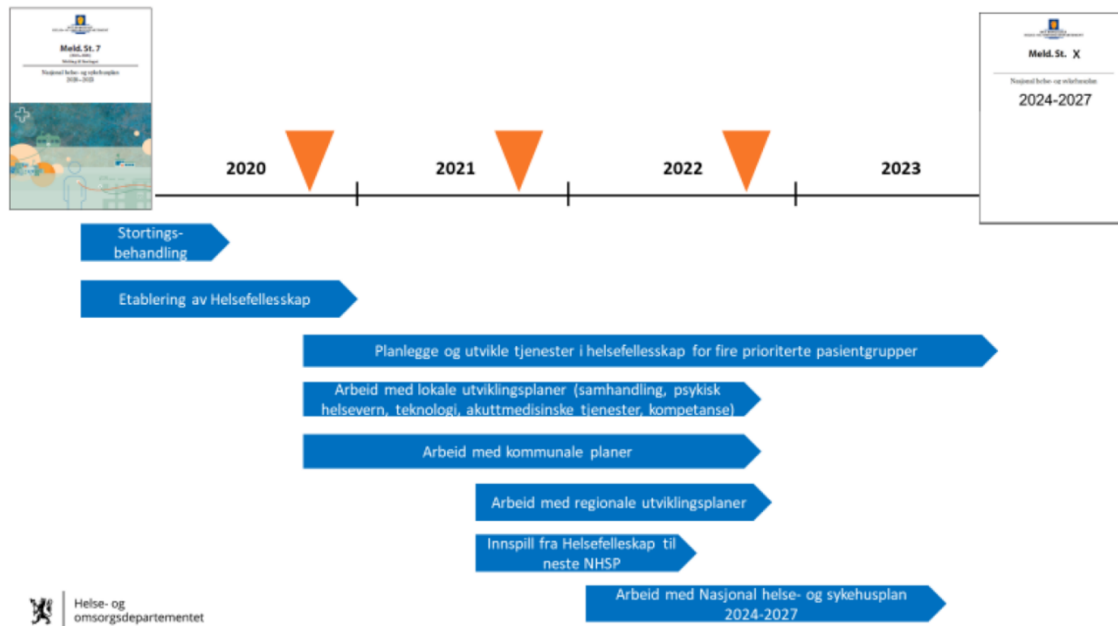 Meld. St. 7
Nasjonal helse- og sykehusplan
2020–2023
Meld. St. X
Nasjonal helse- og sykehusplan
2024-2027
2020
2021
2022
2023
Stortings-
behandling
Etablering av Helsefellesskap
Planlegge og utvikle tjenester i helsefellesskap for fire prioriterte pasientgrupper
Arbeid med lokale utviklingsplaner (samhandling, psykisk
helsevern, teknologi, akuttmedisinske tjenester, kompetanse)
Arbeid med kommunale planer
Arbeid med regionale utviklingsplaner
Innspill fra Helsefelleskap til
neste NHSP
Arbeid med Nasjonal helse- og sykehusplan
2024-2027
Helse- og
omsorgsdepartementet